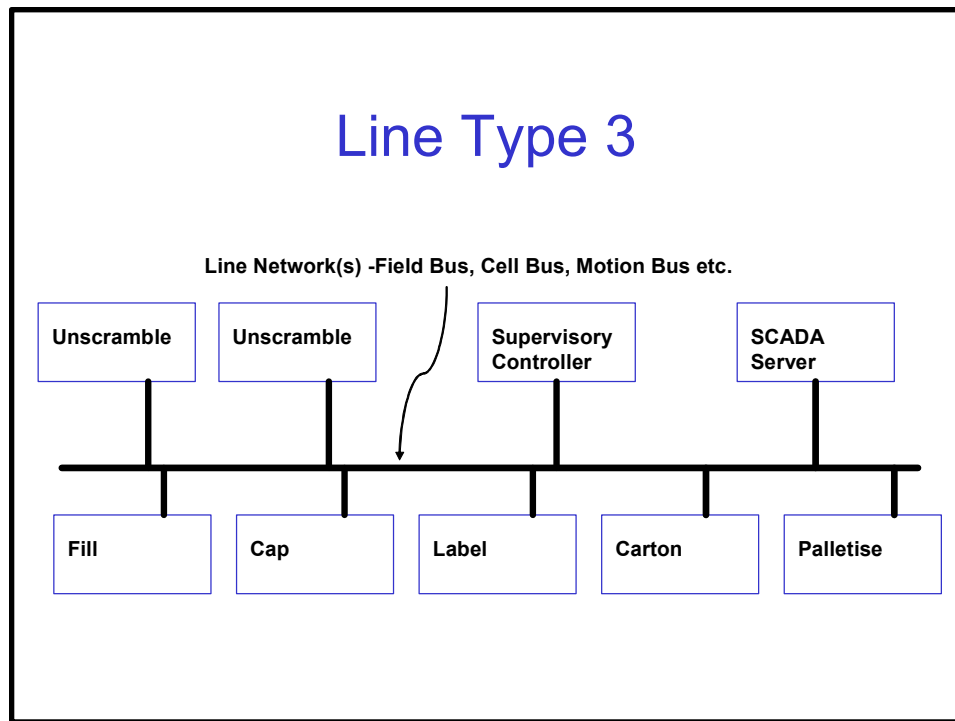 Line Type 3
Line Network(s) -Field Bus, Cell Bus, Motion Bus etc.
Unscramble
Unscramble
Supervisory
Controller
SCADA
Server
Fill
Cap
Label
Carton
Palletise